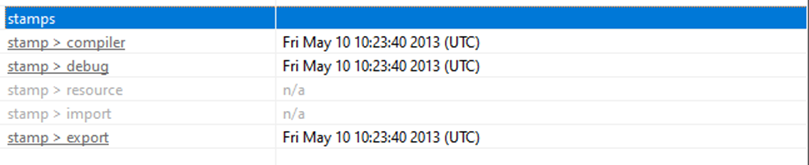 stamps
stamp > compiler Fri May 10 10:23:40 2013 (UTC)
stamp > debug Fri May 10 10:23:40 2013 (UTC)
stamp > resource n/a
stamp > import n/a
stamp > export Fri May 10 10:23:40 2013 (UTC)